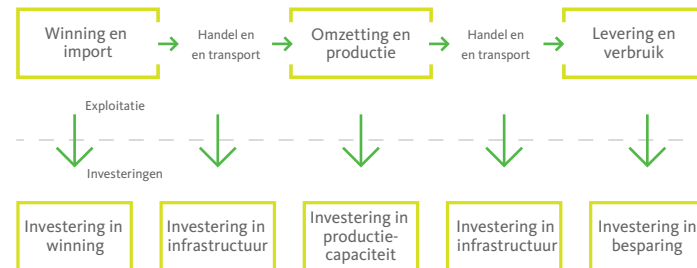 Winning en
import
Handel en
en transport
Omzetting en
productie
Handel en
en transport
Levering en
verbruik
Exploitatie
Investeringen
Investering in
winning
Investering in
infrastructuur
Investering in
productie-
capaciteit
Investering in
infrastructuur
Investering in
besparing